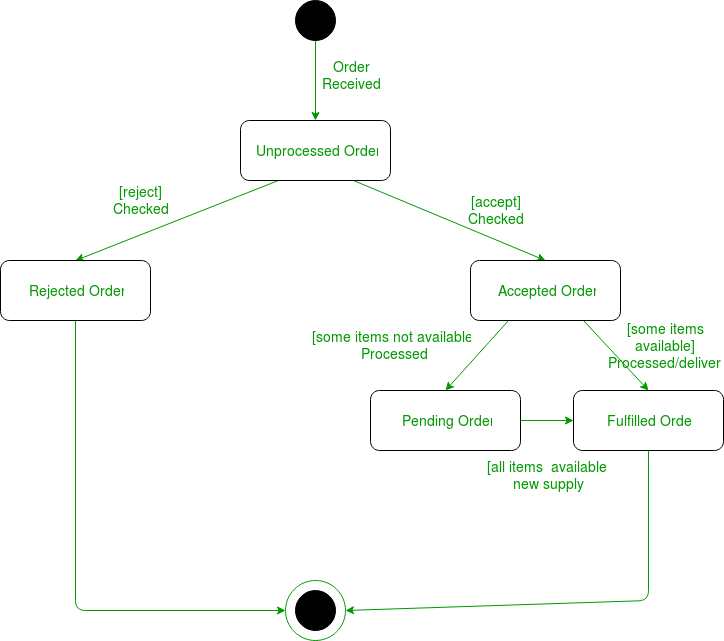 Order
Received
Unprocessed Order
[reject]
Checked
[accept]
Checked
Rejected Order
Accepted Order
[some items not available
Processed
[some items
available]
Processed/deliver
Pending Order
Fulfilled Orde
[all items available
new supply